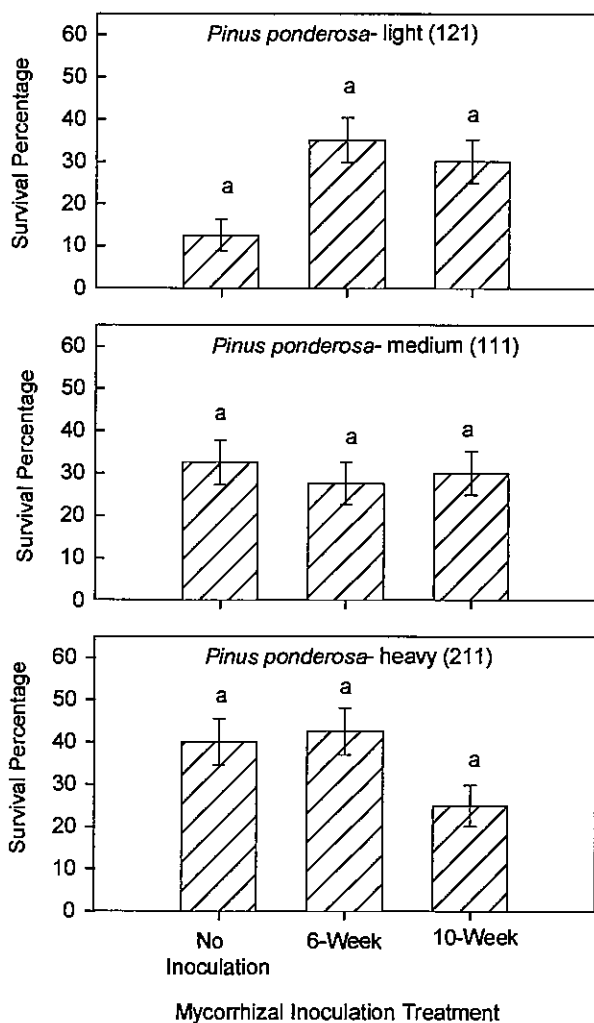 Pinus ponderosa- light (121)
Survival Percentage
60
50
40
30
20
10
0
a
a
a
Pinus ponderosa- medium (111)
Survival Percentage
60
50
40
30
20
10
0
a
a
a
Pinus ponderosa- heavy (211)
Survival Percentage
60
50
40
30
20
10
0
a
a
a
No
Inoculation
6-Week
10-Week
Mycorrhizal Inoculation Treatment